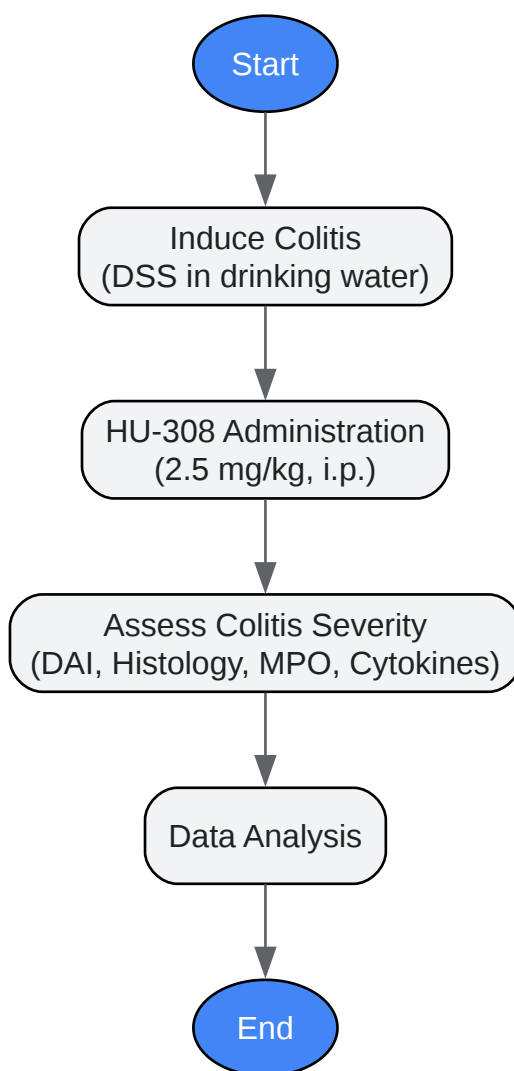 Start
Induce Colitis
(DSS in drinking water)
HU-308 Administration
(2.5 mg/kg, i.p.)
Assess Colitis Severity
(DAI, Histology, MPO, Cytokines)
Data Analysis
End